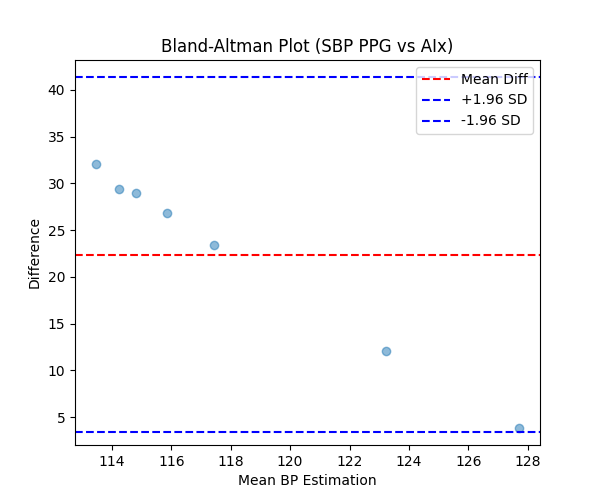 Bland-Altman Plot (SBP PPG vs AIx)
Mean Diff
+1.96 SD
-1.96 SD
Difference
40
35
30
25
20
15
10
5
114 116 118 120 122 124 126 128
Mean BP Estimation